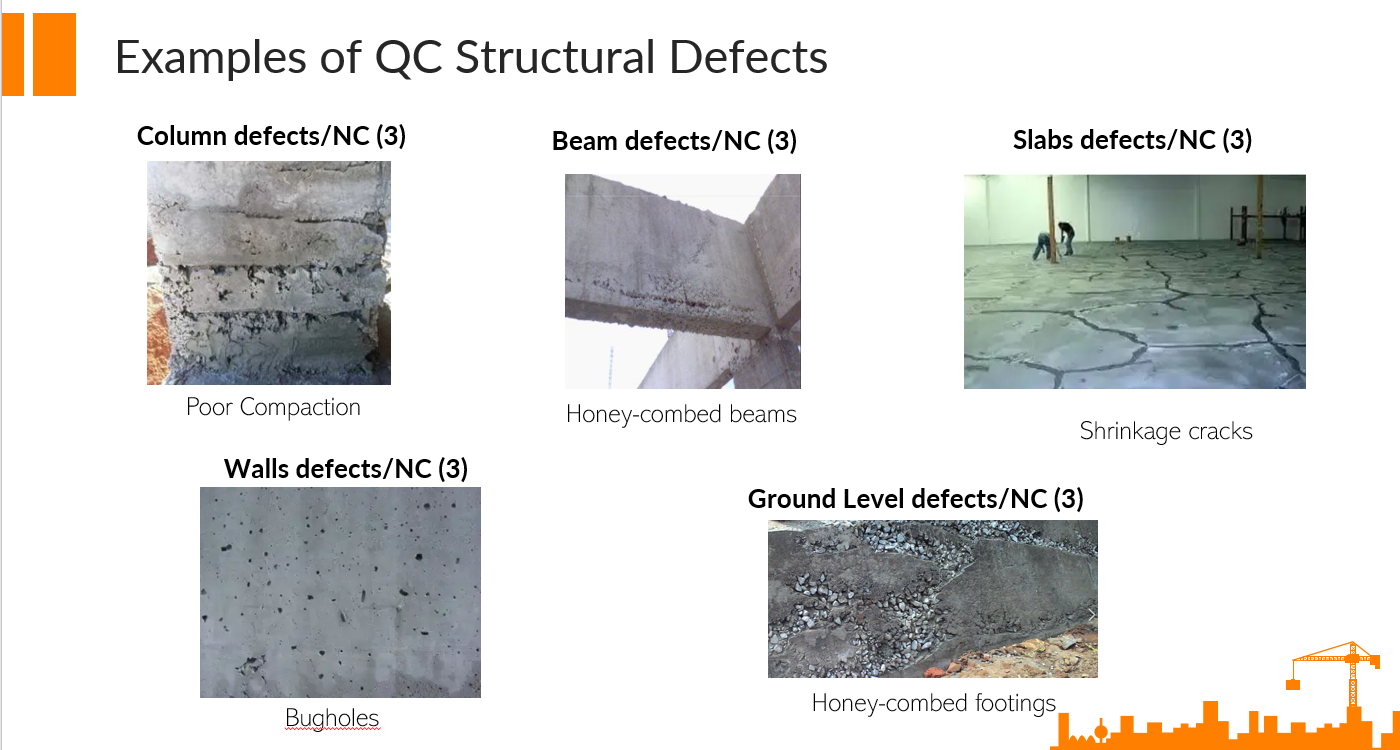 Examples of QC Structural Defects
Column defects/NC (3)
Beam defects/NC (3)
Slabs defects/NC (3)
Poor Compaction
Honey-combed beams
Shrinkage cracks
Walls defects/NC (3)
Ground Level defects/NC (3)
Bugholes
Honey-combed footings